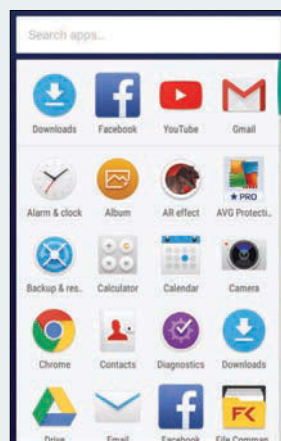 Search apps...
Downloads Facebook YouTube Gmail
PRO
Alarm & clock Album AR effect AVG Protecti..
Backup & res.. Calculator Calendar Camera
Chrome Contacts Diagnostics Downloads
FK
Drive Email Facebook File Comman